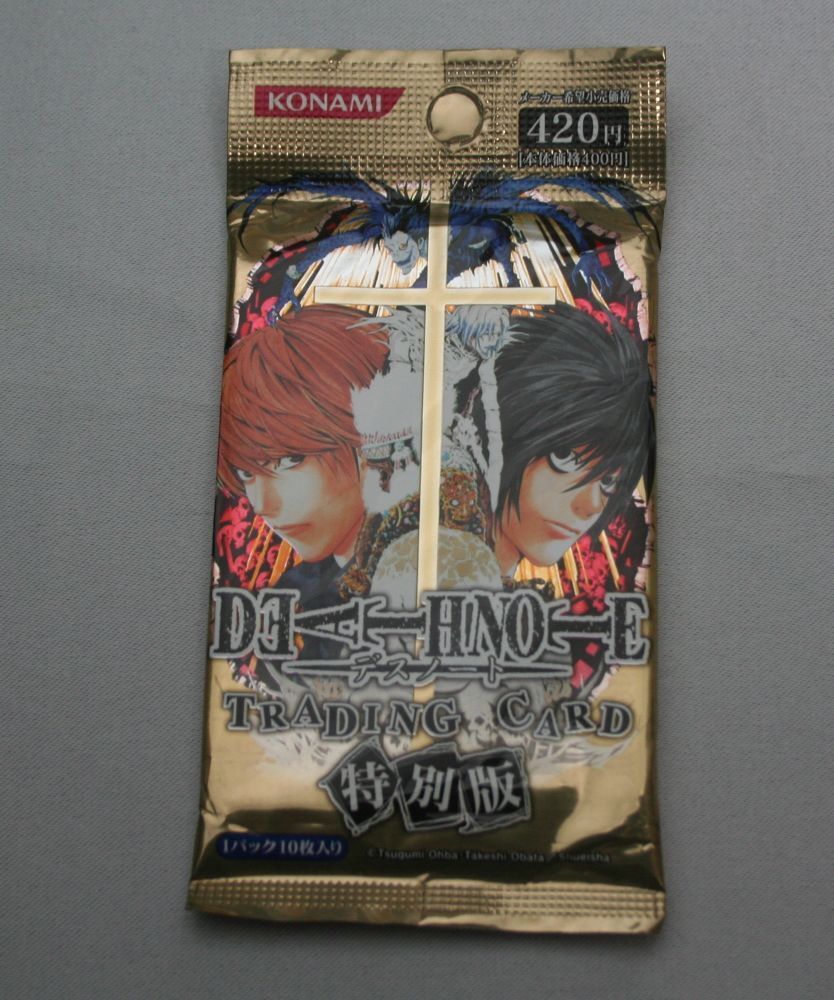 KONAMI
メーカー希望小売価格
420円
[本体価格400円]
DEATH NOTE
デスノート
TRADING CARD
特別版
1パック10枚入り
©Tsugumi Ohba・Takeshi Obata／Shueisha